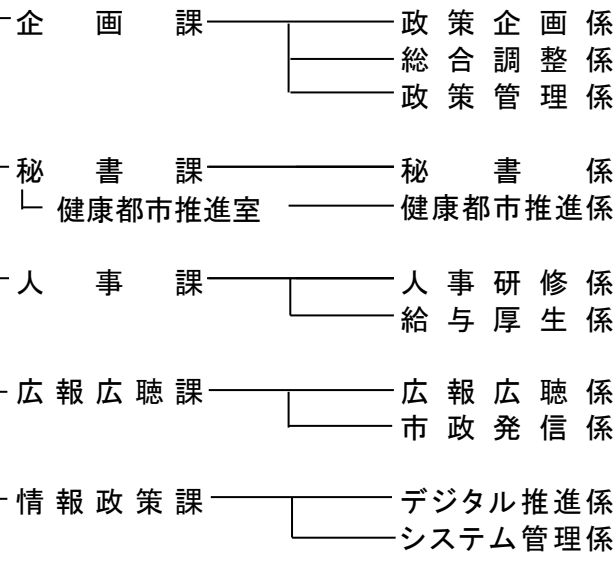 企画課 政策企画係
総合調整係
政策管理係
秘書課 秘書係
健康都市推進室 健康都市推進係
人事課 人事研修係
給与厚生係
広報広聴課 広報広聴係
市政発信係
情報政策課 デジタル推進係
システム管理係